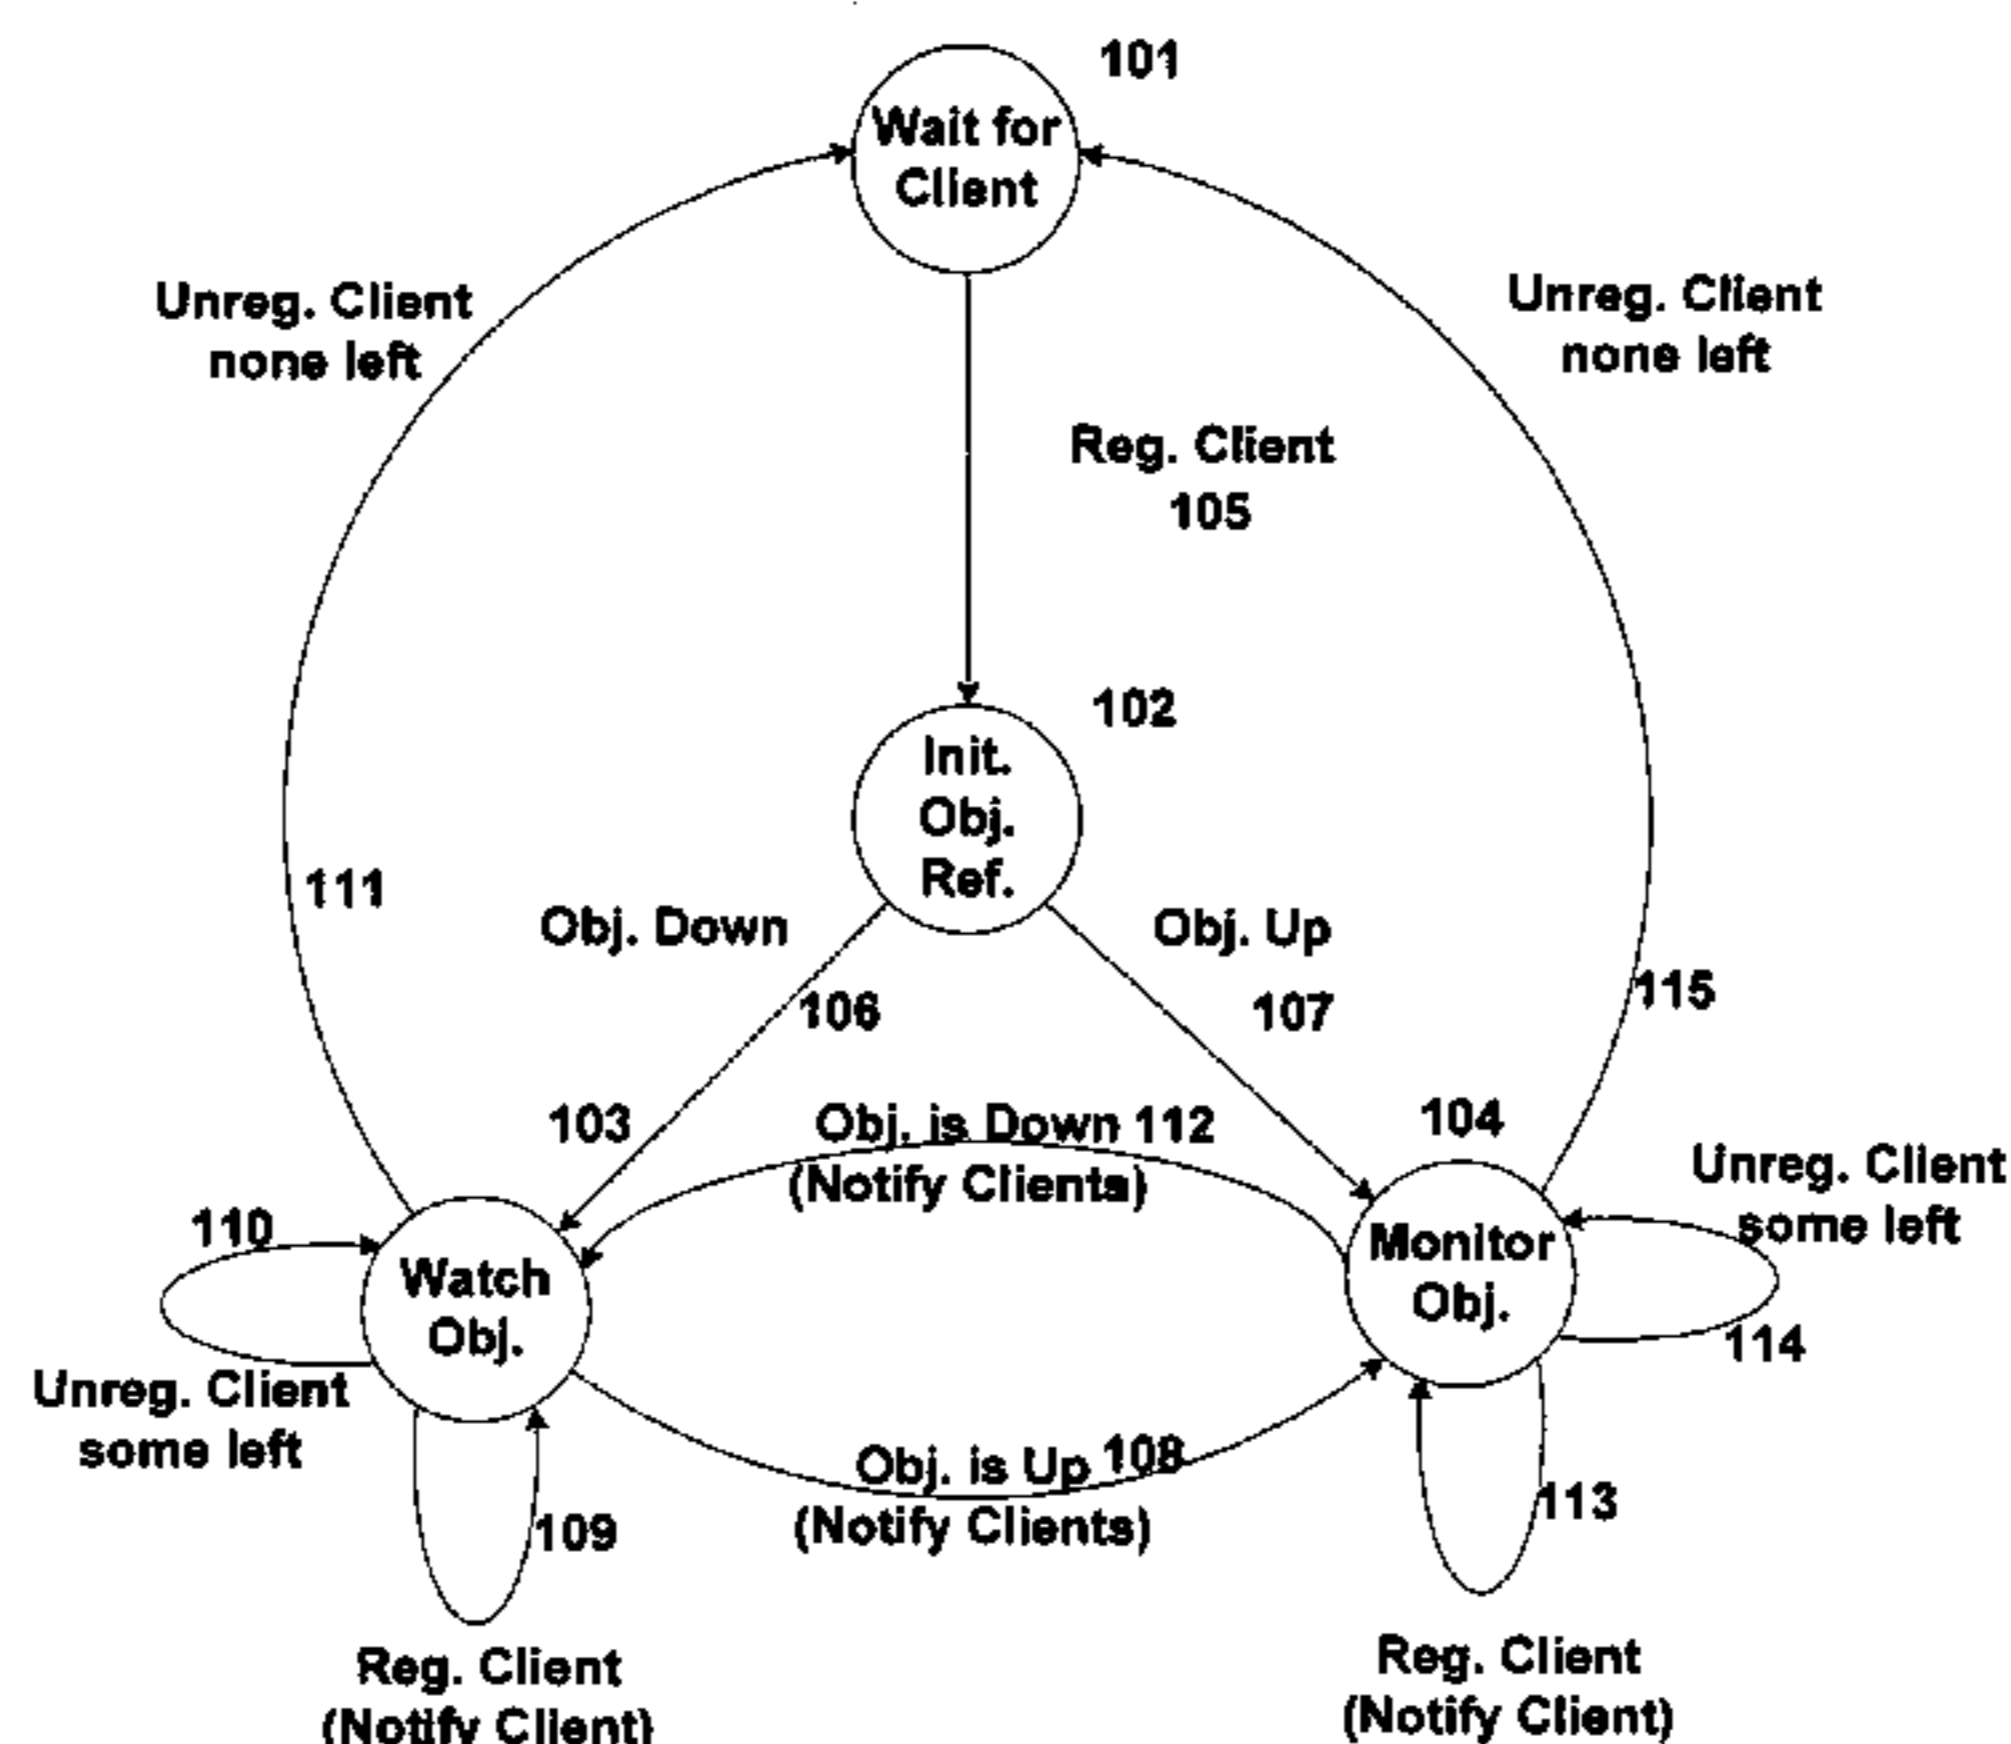 101
Wait for
Client
Unreg. Client
none left
Unreg. Client
none left
Reg. Client
105
102
Init.
Obj.
Ref.
111
Obj. Down
Obj. Up
106
107
115
103
104
Obj. is Down 112
(Notify Clients)
Unreg. Client
some left
110
Watch
Obj.
Monitor
Obj.
114
Unreg. Client
some left
Obj. is Up 108
(Notify Clients)
109
113
Reg. Client
(Notify Client)
Reg. Client
(Notify Client)